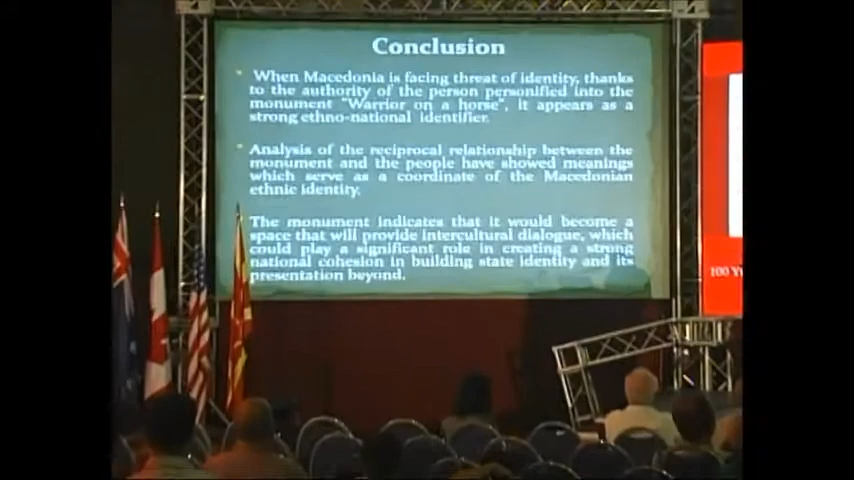 Conclusion
When Macedonia is facing threat of identity, thanks
to the authority of the person personified into the
monument "Warrior on a horse", it appears as a
strong ethno-national identifier.
Analysis of the reciprocal relationship between the
monument and the people have showed meanings
which serve as a coordinate of the Macedonian
ethnic identity.
The monument indicates that it would become a
space that will provide intercultural dialogue, which
could play a significant role in creating a strong
national cohesion in building state identity and its
presentation beyond.
100